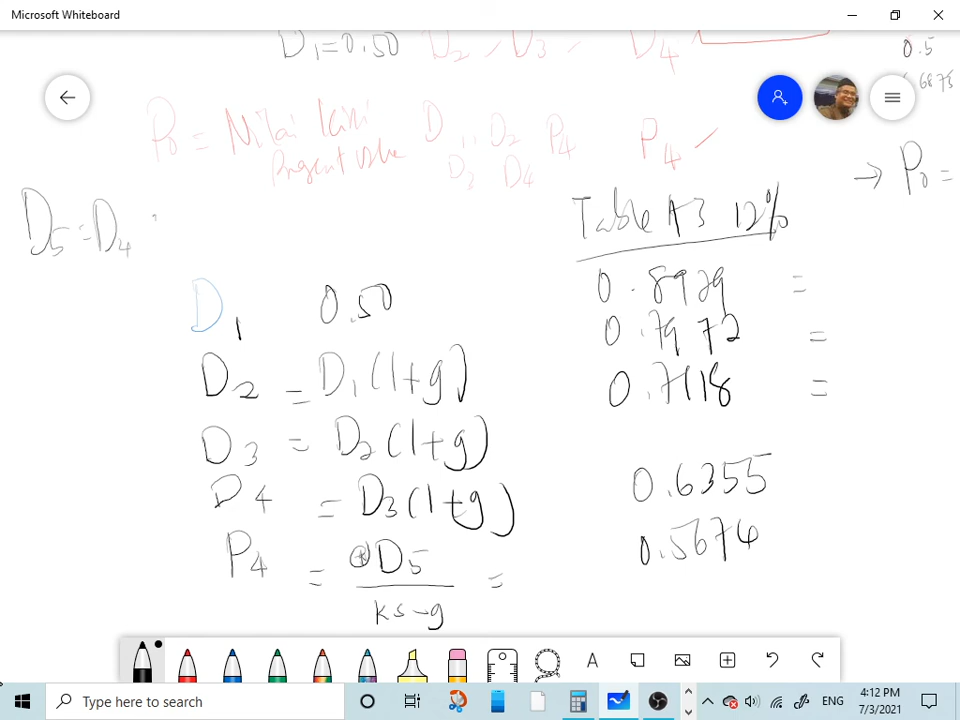 Microsoft Whiteboard
D1=0.50 D2 D3 D4
0.5
6875
P0 = Nilai Kini D1, D2 P4 P4
Present value D3 D4
→ P0 =
D5 = D4
Table A3 12%
D1 0.50 0.8929 =
D2 = D1(1+g) 0.7972 =
0.7118 =
D3 = D2(1+g)
D4 = D3(1+g) 0.6355
P4 = D5 / ks-g = 0.5674
Type here to search
ENG
4:12 PM
7/3/2021